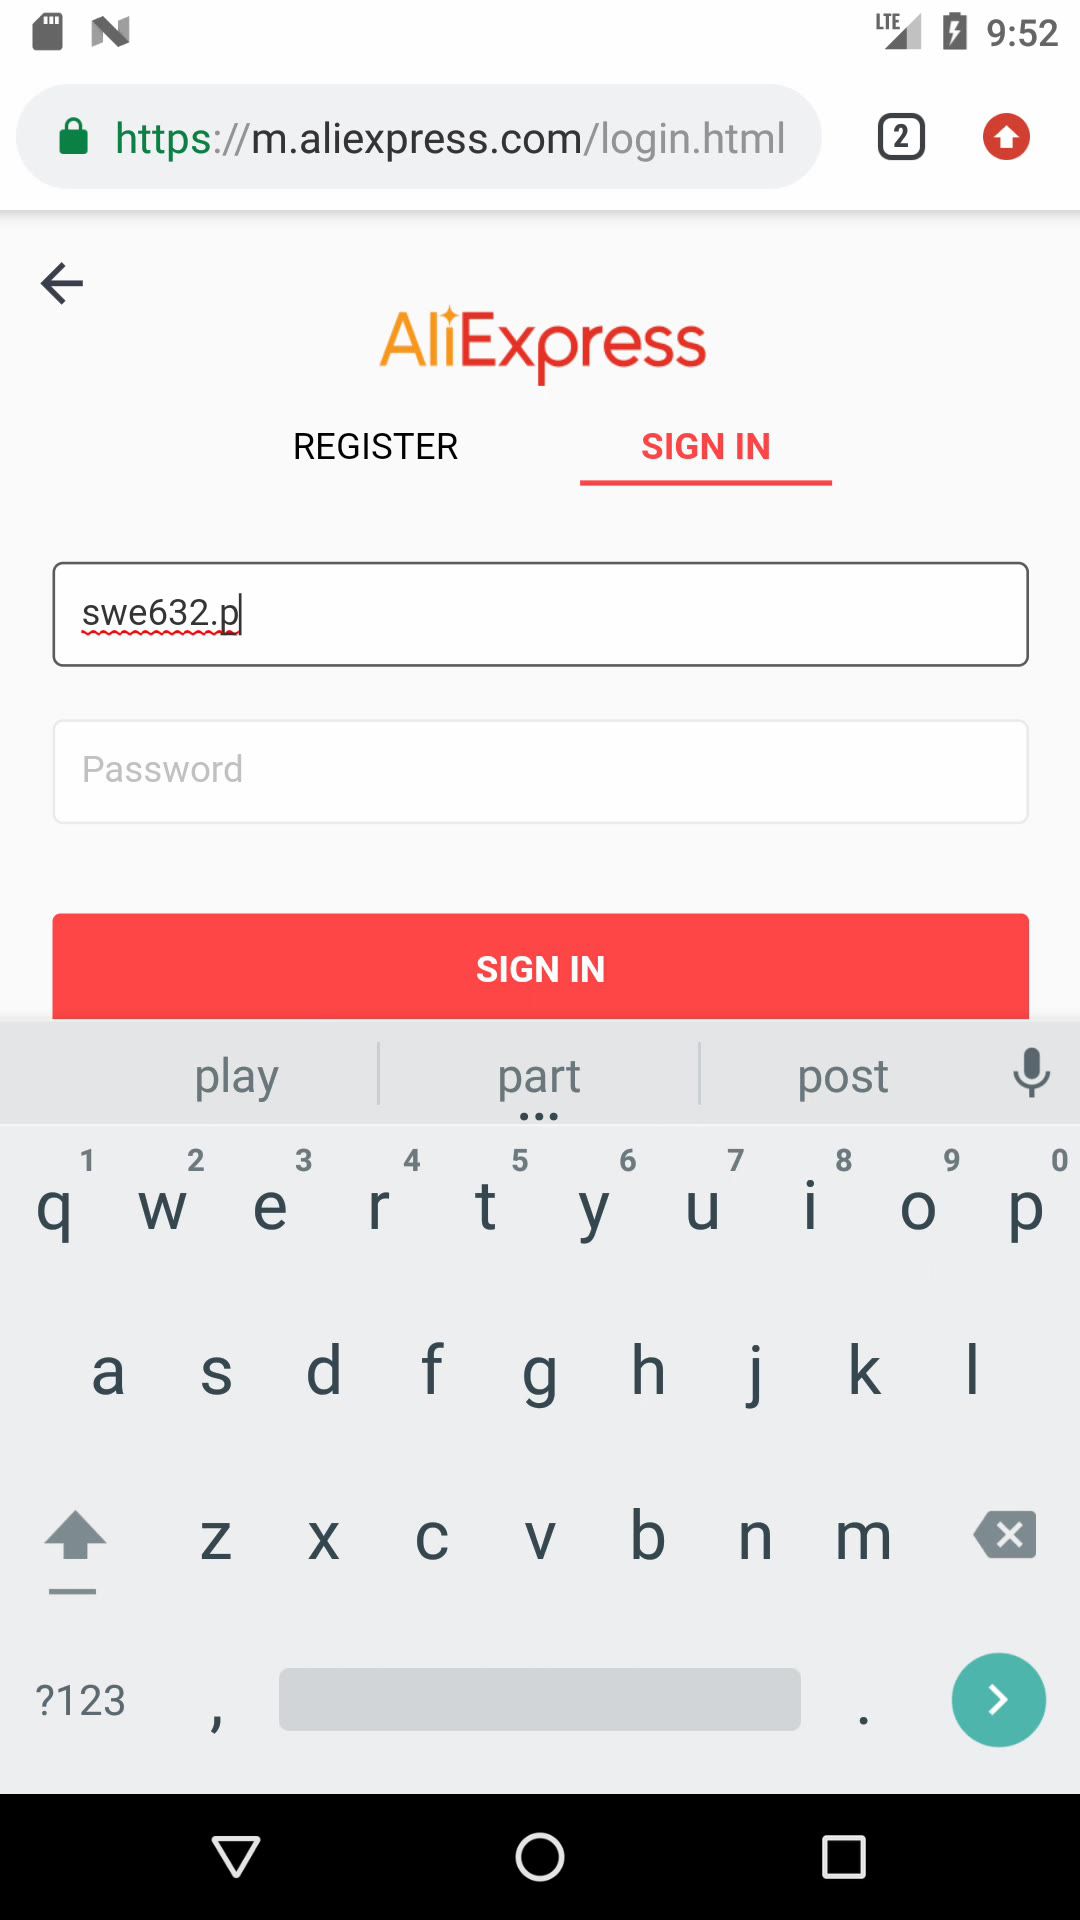 LTE 9:52
https://m.aliexpress.com/login.html 2
AliExpress
REGISTER SIGN IN
swe632.p
Password
SIGN IN
play part post
...
1 2 3 4 5 6 7 8 9 0
q w e r t y u i o p
a s d f g h j k l
z x c v b n m
?123 , .